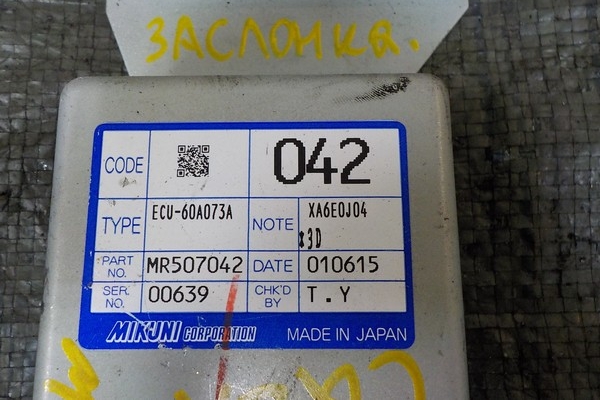 ЗАСЛОНКА.
CODE 042
TYPE ECU-60A073A NOTE XA6E0J04
*3D
PART NO. MR507042 DATE 010615
SER. NO. 00639 CHK'D BY T.Y
MIKUNI CORPORATION MADE IN JAPAN